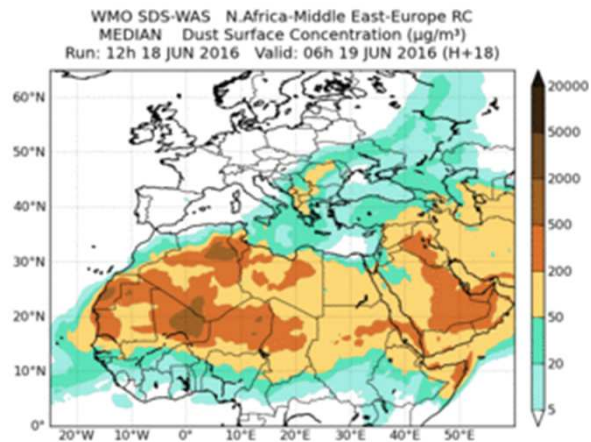 WMO SDS-WAS N.Africa-Middle East-Europe RC
MEDIAN Dust Surface Concentration (µg/m³)
Run: 12h 18 JUN 2016 Valid: 06h 19 JUN 2016 (H+18)
60°N
50°N
40°N
30°N
20°N
10°N
0°
20°W 10°W 0° 10°E 20°E 30°E 40°E 50°E
20000
5000
2000
500
200
50
20
5